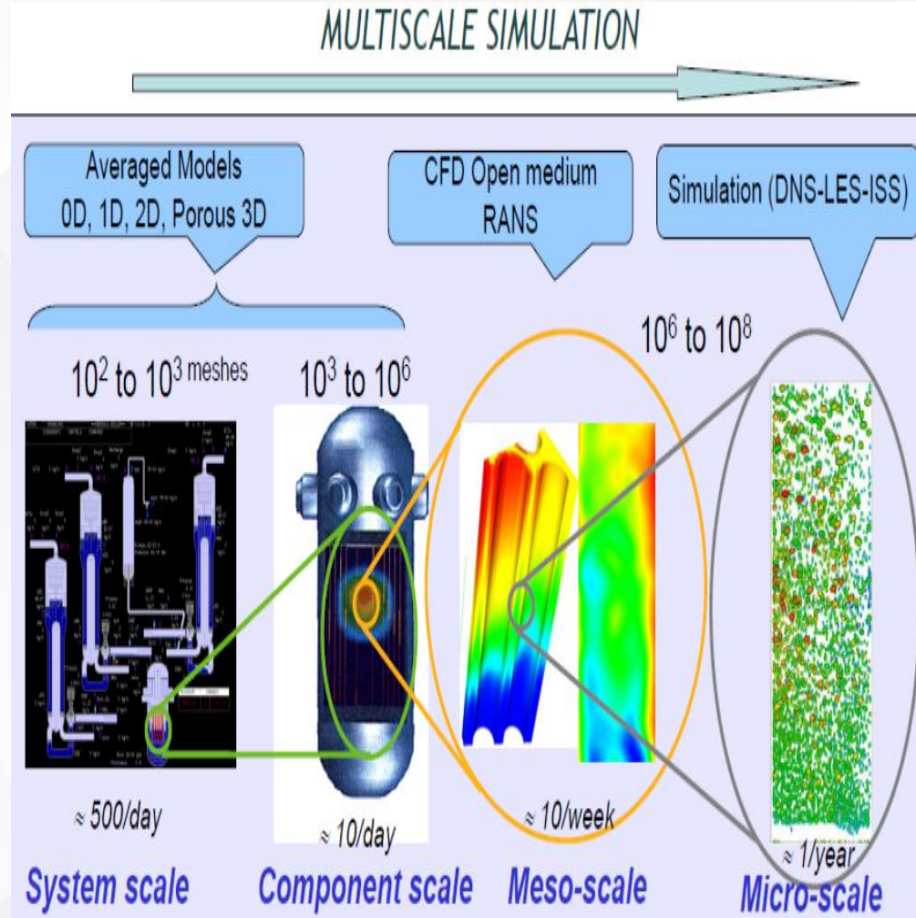 MULTISCALE SIMULATION
Averaged Models
0D, 1D, 2D, Porous 3D
CFD Open medium
RANS
Simulation (DNS-LES-ISS)
10² to 10³ meshes
10³ to 10⁶
10⁶ to 10⁸
≈ 500/day
≈ 10/day
≈ 10/week
≈ 1/year
System scale
Component scale
Meso-scale
Micro-scale